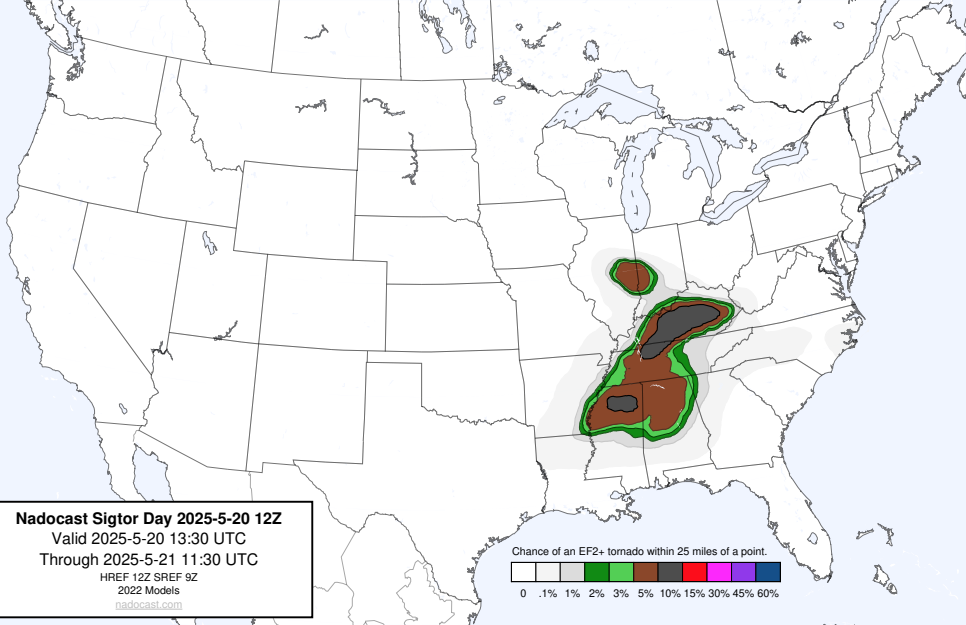 Nadocast Sigtor Day 2025-5-20 12Z
Valid 2025-5-20 13:30 UTC
Through 2025-5-21 11:30 UTC
HREF 12Z SREF 9Z
2022 Models
nadocast.com
Chance of an EF2+ tornado within 25 miles of a point.
0 .1% 1% 2% 3% 5% 10% 15% 30% 45% 60%